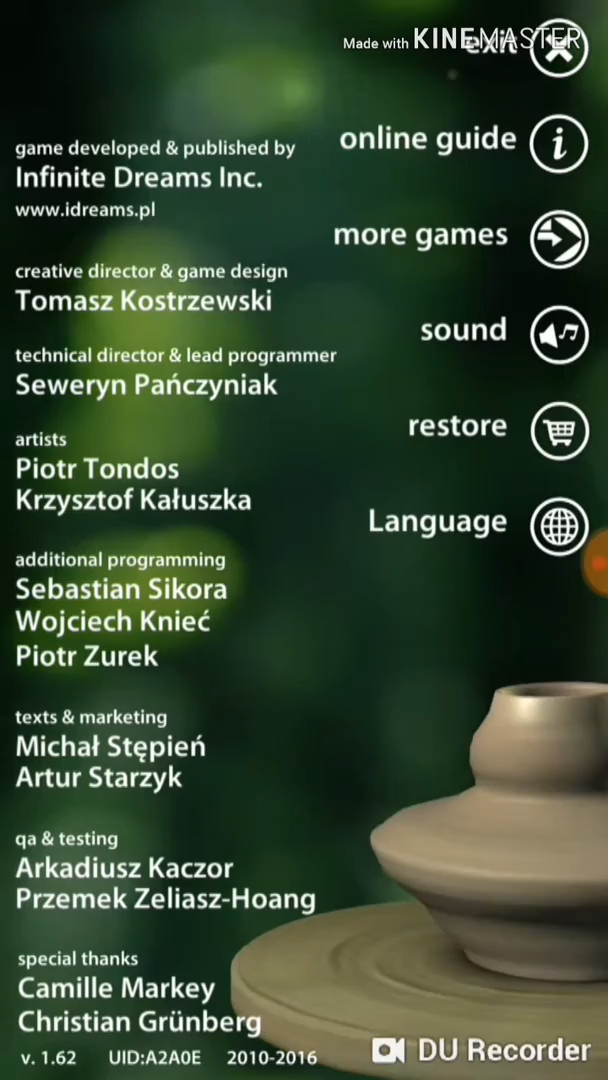 Made with KINEMASTER
exit
online guide
game developed & published by
Infinite Dreams Inc.
www.idreams.pl
more games
creative director & game design
Tomasz Kostrzewski
sound
technical director & lead programmer
Seweryn Pańczyniak
restore
artists
Piotr Tondos
Krzysztof Kałuszka
Language
additional programming
Sebastian Sikora
Wojciech Knieć
Piotr Zurek
texts & marketing
Michał Stępień
Artur Starzyk
qa & testing
Arkadiusz Kaczor
Przemek Zeliasz-Hoang
special thanks
Camille Markey
Christian Grünberg
v. 1.62 UID:A2A0E 2010-2016
DU Recorder